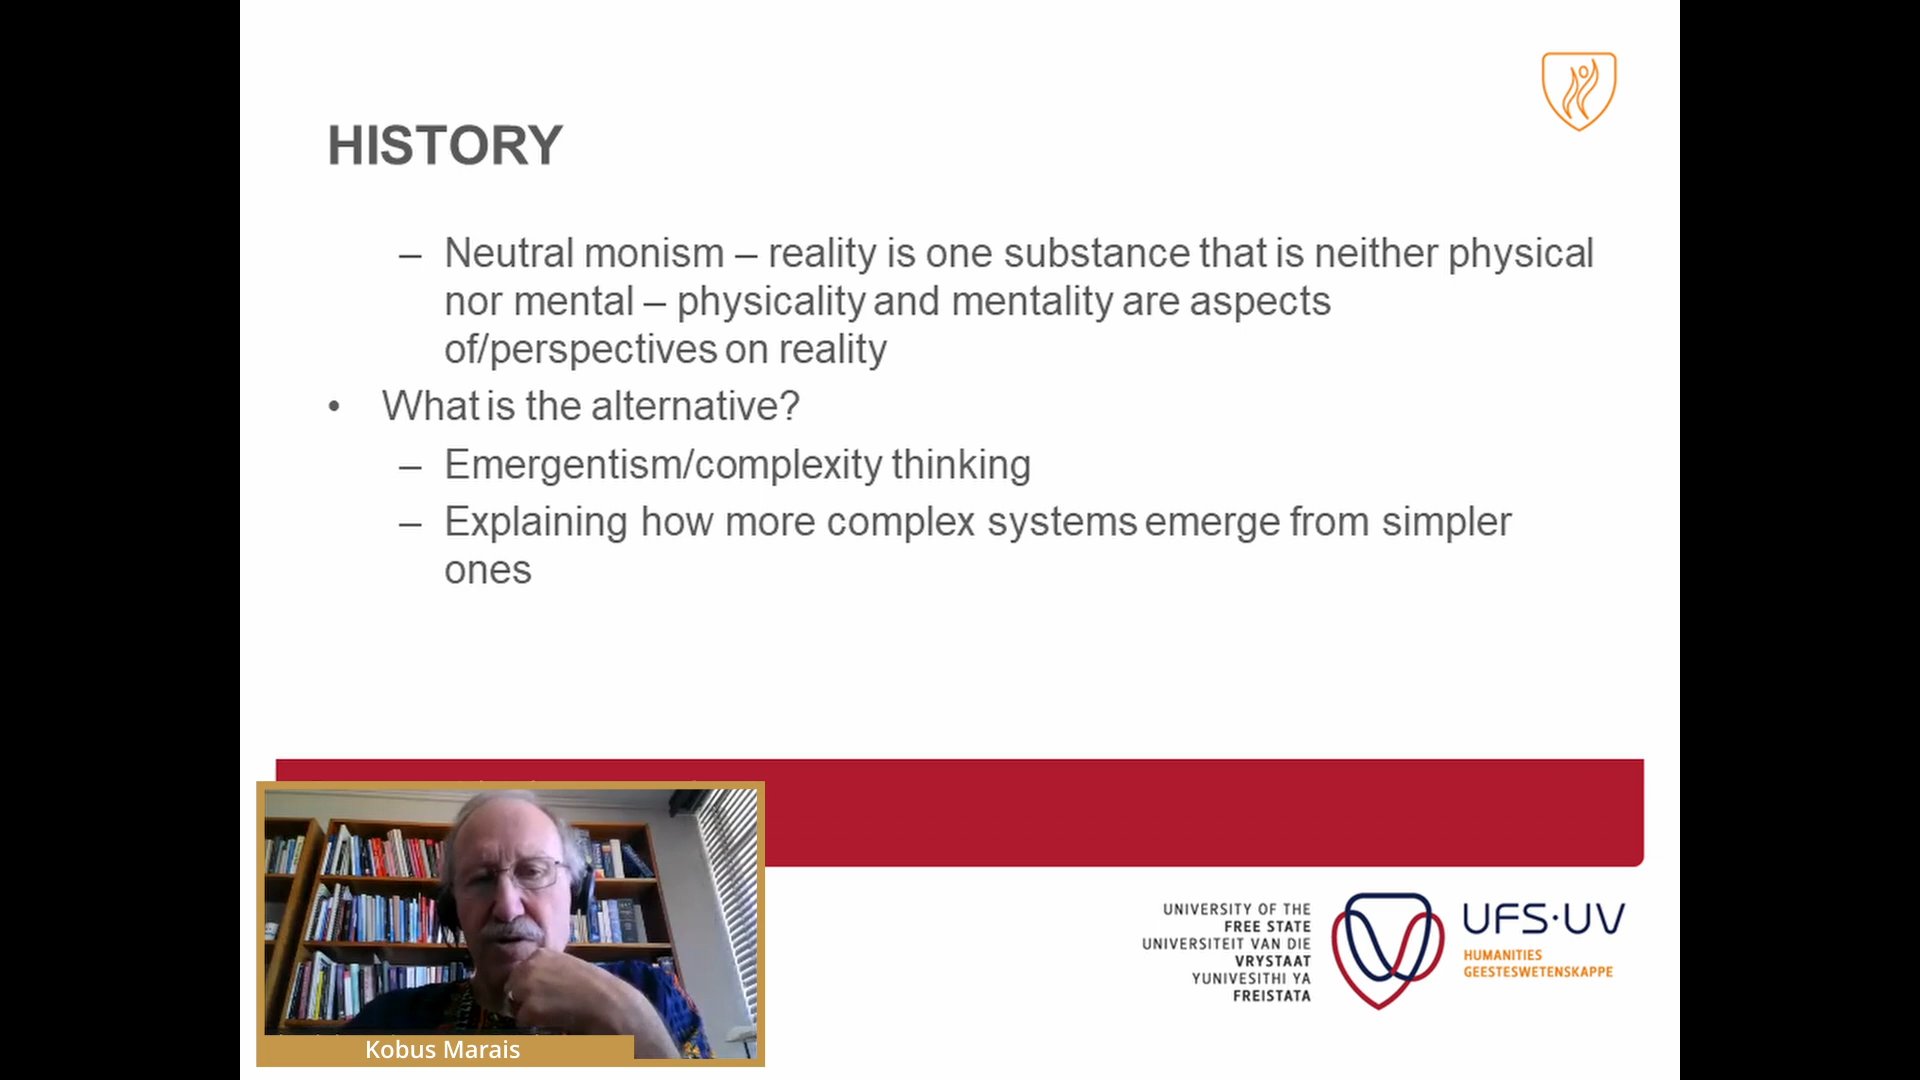 HISTORY
– Neutral monism – reality is one substance that is neither physical
nor mental – physicality and mentality are aspects
of/perspectives on reality
• What is the alternative?
– Emergentism/complexity thinking
– Explaining how more complex systems emerge from simpler
ones
UNIVERSITY OF THE
FREE STATE
UNIVERSITEIT VAN DIE
VRYSTAAT
YUNIVESITHI YA
FREISTATA
UFS·UV
HUMANITIES
GEESTESWETENSKAPPE
Kobus Marais